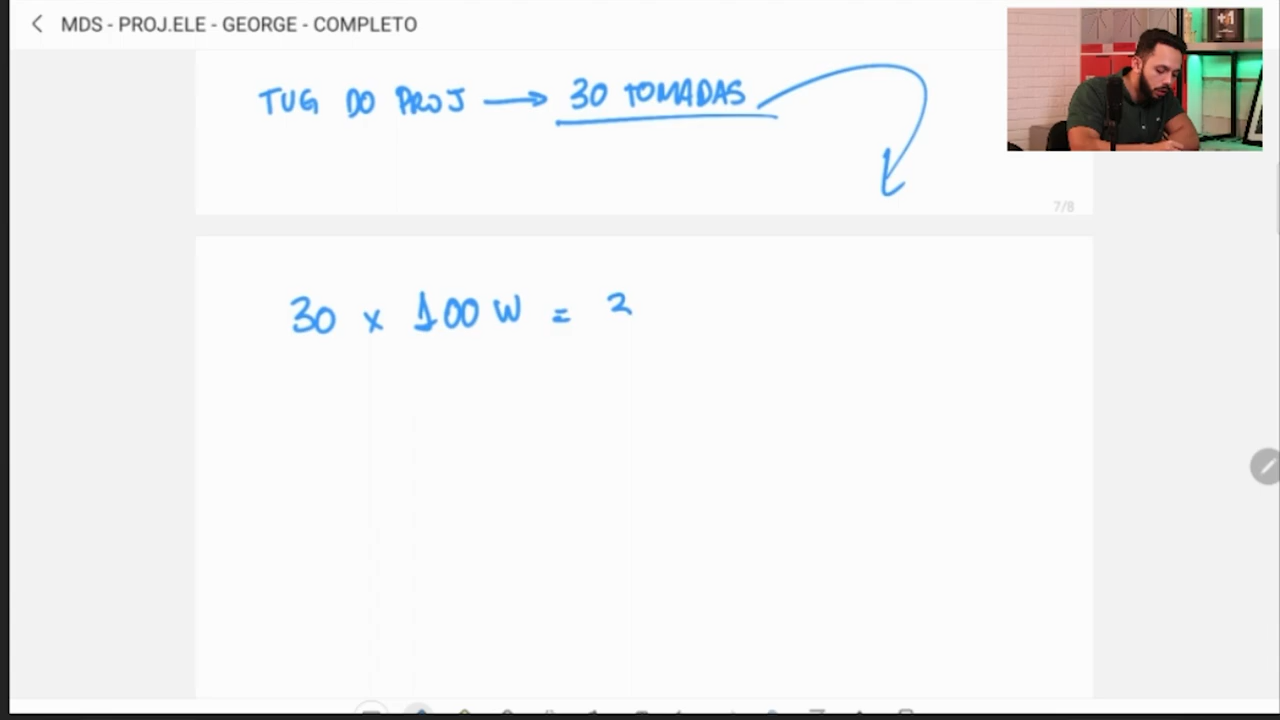 MDS - PROJ.ELE - GEORGE - COMPLETO
TUG DO PROJ → 30 TOMADAS
7/8
30 x 100 W = 2